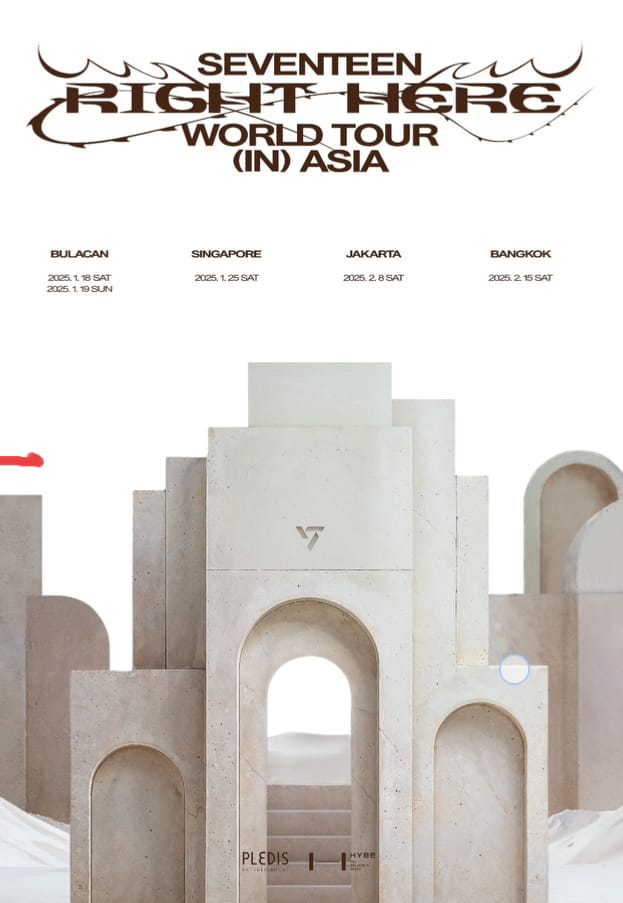 SEVENTEEN
RIGHT HERE
WORLD TOUR
(IN) ASIA
BULACAN
2025. 1. 18 SAT
2025. 1. 19 SUN
SINGAPORE
2025. 1. 25 SAT
JAKARTA
2025. 2. 8 SAT
BANGKOK
2025. 2. 15 SAT
PLEDIS
ENTERTAINMENT
HYBE